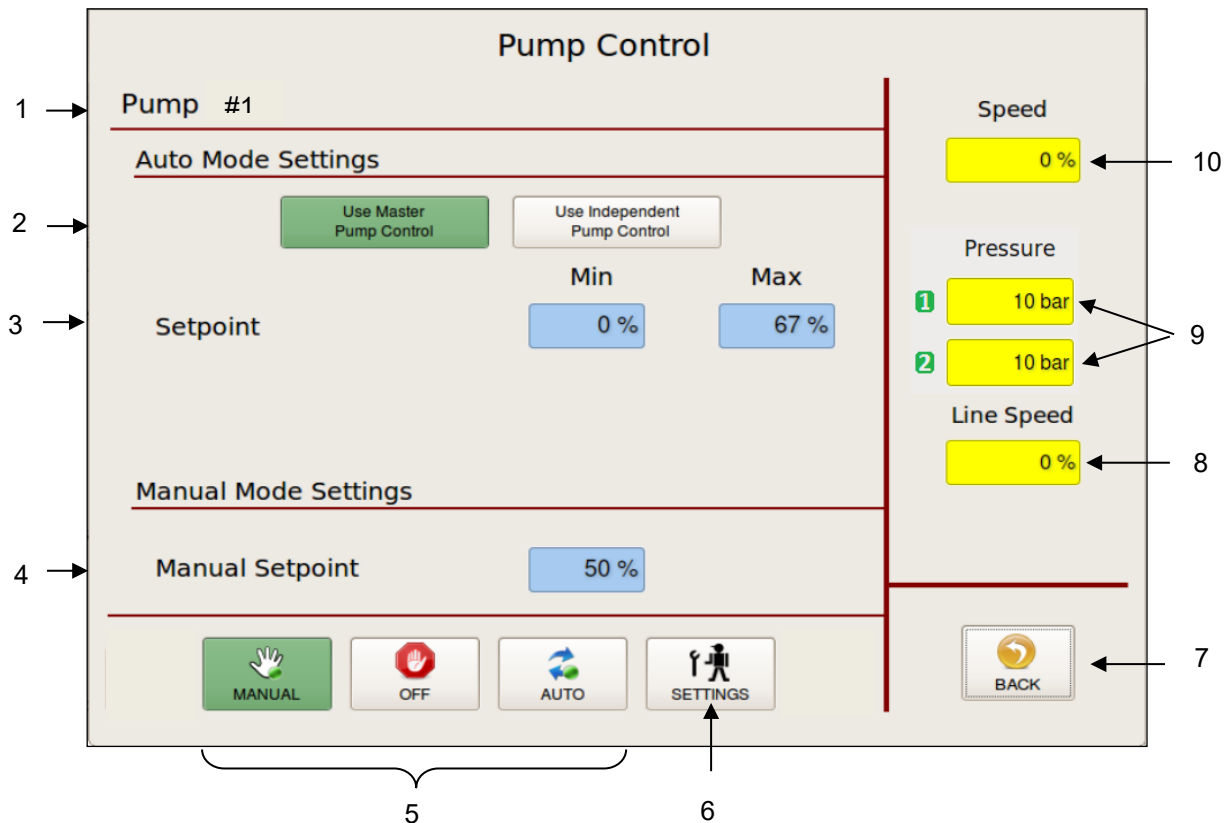 Pump Control
1
Pump #1
Speed
Auto Mode Settings
0 %
10
2
Use Master
Pump Control
Use Independent
Pump Control
Pressure
Min
Max
3
Setpoint
0 %
67 %
1
10 bar
9
2
10 bar
Line Speed
0 %
8
Manual Mode Settings
4
Manual Setpoint
50 %
MANUAL
OFF
AUTO
SETTINGS
BACK
7
5
6